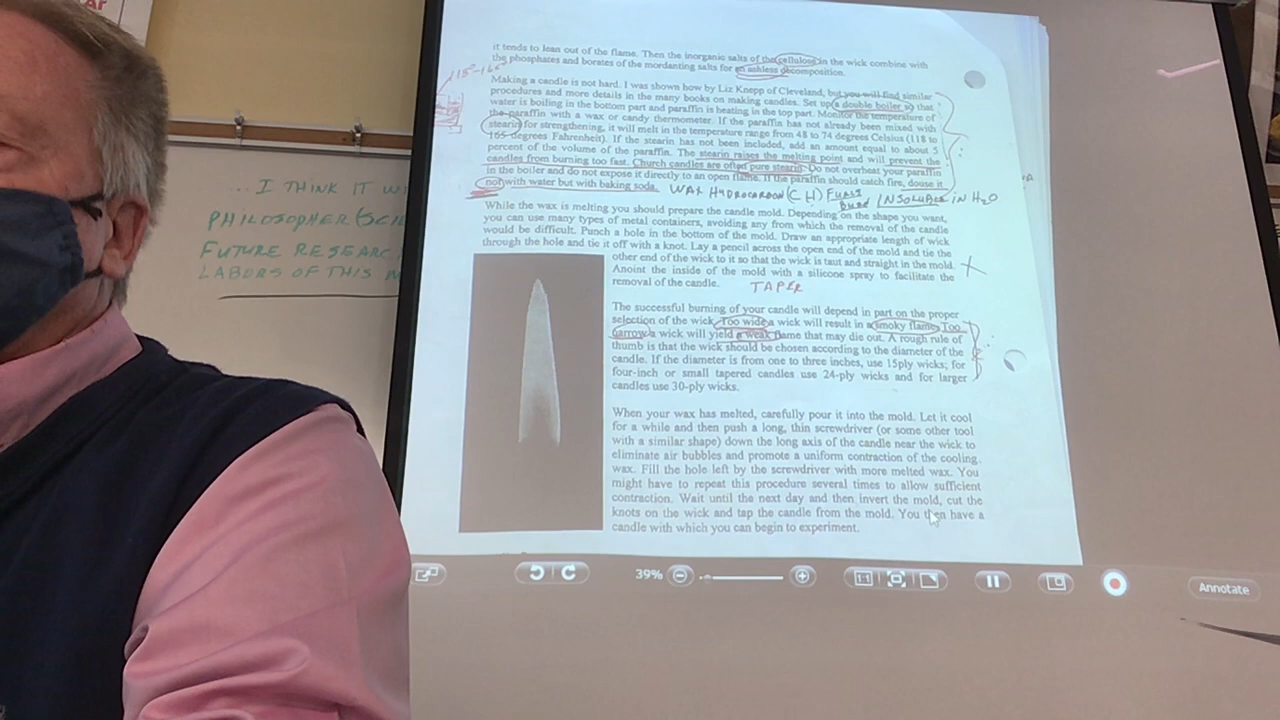 Ar
it tends to lean out of the flame. Then the inorganic salts of the cellulose in the wick combine with
the phosphates and borates of the mordanting salts for an ashless decomposition.
Making a candle is not hard. I was shown how by Liz Knepp of Cleveland, but you will find similar
procedures and more details in the many books on making candles. Set up a double boiler so that
water is boiling in the bottom part and paraffin is heating in the top part. Monitor the temperature of
the paraffin with a wax or candy thermometer. If the paraffin has not already been mixed with
stearin for strengthening, it will melt in the temperature range from 48 to 74 degrees Celsius (118 to
165 degrees Fahrenheit). If the stearin has not been included, add an amount equal to about 5
percent of the volume of the paraffin. The stearin raises the melting point and will prevent the
candles from burning too fast. Church candles are often pure stearin. Do not overheat your paraffin
in the boiler and do not expose it directly to an open flame. If the paraffin should catch fire, douse it
not with water but with baking soda.
WAX HYDROCARBON (C H) FUMES
BURN / INSOLUBLE IN H2O
While the wax is melting you should prepare the candle mold. Depending on the shape you want,
you can use many types of metal containers, avoiding any from which the removal of the candle
would be difficult. Punch a hole in the bottom of the mold. Draw an appropriate length of wick
through the hole and tie it off with a knot. Lay a pencil across the open end of the mold and tie the
other end of the wick to it so that the wick is taut and straight in the mold.
Anoint the inside of the mold with a silicone spray to facilitate the
removal of the candle.
TAPER
The successful burning of your candle will depend in part on the proper
selection of the wick. Too wide a wick will result in a smoky flame. Too
narrow a wick will yield a weak flame that may die out. A rough rule of
thumb is that the wick should be chosen according to the diameter of the
candle. If the diameter is from one to three inches, use 15ply wicks; for
four-inch or small tapered candles use 24-ply wicks and for larger
candles use 30-ply wicks.
When your wax has melted, carefully pour it into the mold. Let it cool
for a while and then push a long, thin screwdriver (or some other tool
with a similar shape) down the long axis of the candle near the wick to
eliminate air bubbles and promote a uniform contraction of the cooling
wax. Fill the hole left by the screwdriver with more melted wax. You
might have to repeat this procedure several times to allow sufficient
contraction. Wait until the next day and then invert the mold, cut the
knots on the wick and tap the candle from the mold. You then have a
candle with which you can begin to experiment.
... I THINK IT
PHILOSOPHER
FUTURE
LABORS OF THIS
39%
1:1
Annotate